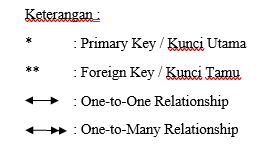 Keterangan :
* : Primary Key / Kunci Utama
** : Foreign Key / Kunci Tamu
: One-to-One Relationship
: One-to-Many Relationship